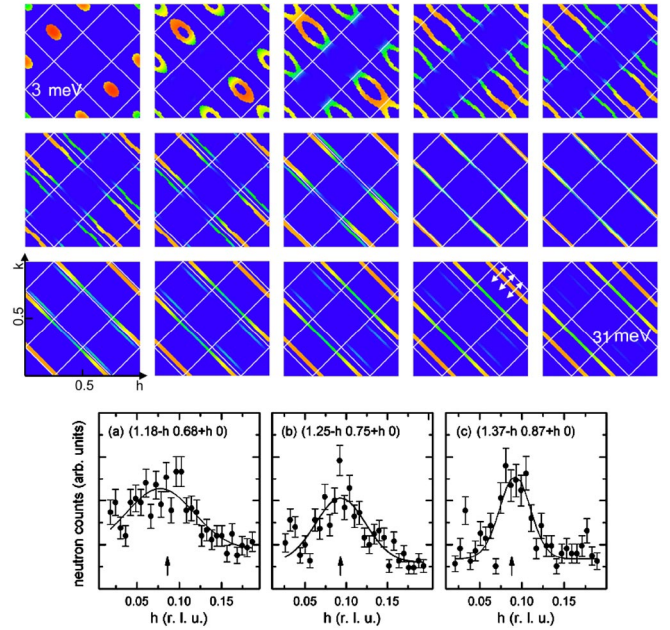 3 meV
k
0.5
0.5
h
31 meV
neutron counts (arb. units)
(a) (1.18-h 0.68+h 0)
(b) (1.25-h 0.75+h 0)
(c) (1.37-h 0.87+h 0)
0.05 0.10 0.15
0.05 0.10 0.15
0.05 0.10 0.15
h (r. l. u.)
h (r. l. u.)
h (r. l. u.)